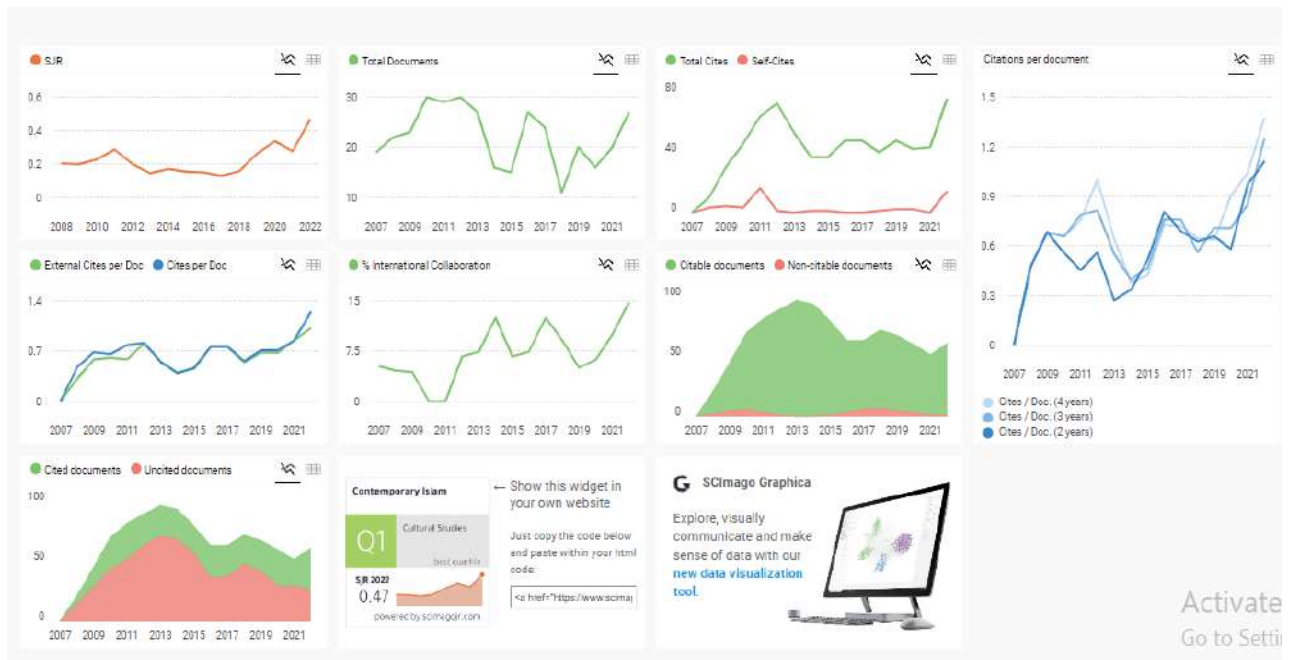 SJR
0.6
0.4
0.2
0
2008 2010 2012 2014 2016 2018 2020 2022
Total Documents
30
20
10
2007 2009 2011 2013 2015 2017 2019 2021
Total Cites Self-Cites
80
40
0
2007 2009 2011 2013 2015 2017 2019 2021
Citations per document
1.5
1.2
0.9
0.6
0.3
0
2007 2009 2011 2013 2015 2017 2019 2021
Cites / Doc. (4 years)
Cites / Doc. (3 years)
Cites / Doc. (2 years)
External Cites per Doc Cites per Doc
1.4
0.7
0
2007 2009 2011 2013 2015 2017 2019 2021
% International Collaboration
15
7.5
0
2007 2009 2011 2013 2015 2017 2019 2021
Citable documents Non-citable documents
100
50
0
2007 2009 2011 2013 2015 2017 2019 2021
Cited documents Uncited documents
100
50
0
2007 2009 2011 2013 2015 2017 2019 2021
Contemporary Islam
Q1
Cultural Studies
best quartile
SJR 2022
0.47
powered by scimagojr.com
← Show this widget in
your own website
Just copy the code below
and paste within your html
code:
<a href="https://www.scimag
SCImago Graphica
Explore, visually
communicate and make
sense of data with our
new data visualization
tool.
Activate
Go to Setti